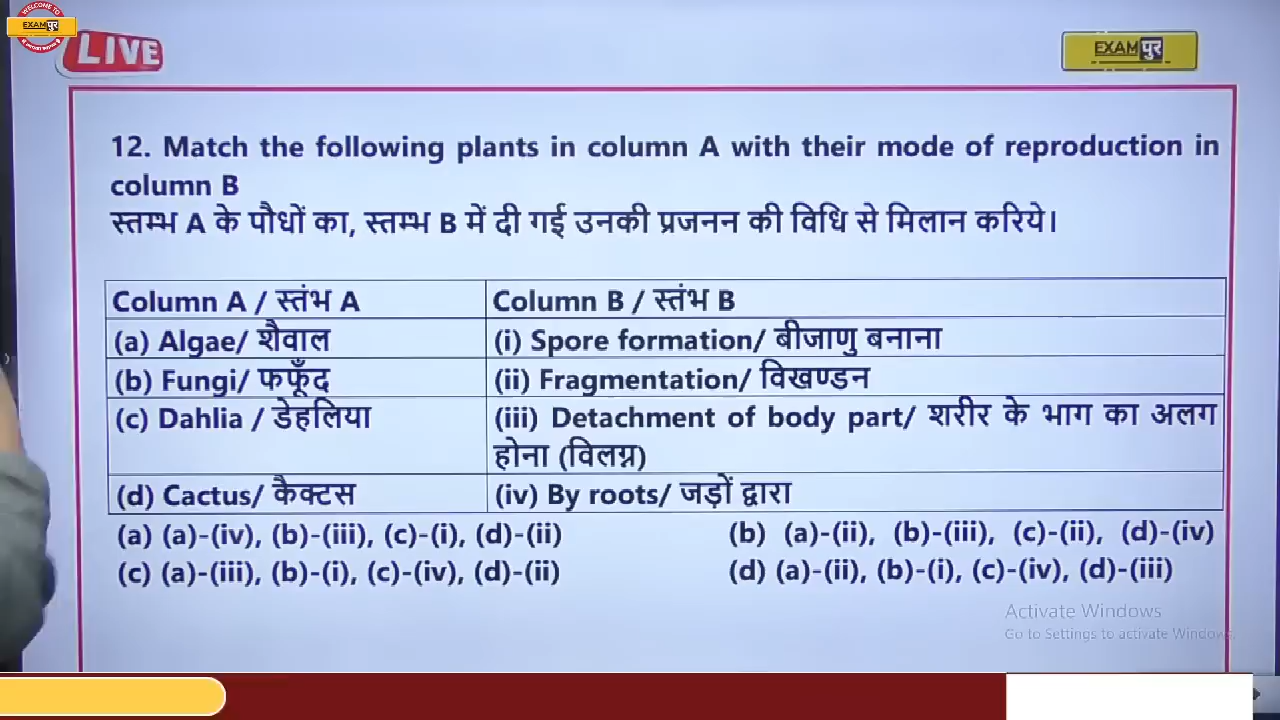 WELCOME TO
EXAMपुर
LIVE
EXAMपुर
12. Match the following plants in column A with their mode of reproduction in
column B
स्तम्भ A के पौधों का, स्तम्भ B में दी गई उनकी प्रजनन की विधि से मिलान करिये।
Column A / स्तंभ A Column B / स्तंभ B
(a) Algae/ शैवाल (i) Spore formation/ बीजाणु बनाना
(b) Fungi/ फफूँद (ii) Fragmentation/ विखण्डन
(c) Dahlia / डेहलिया (iii) Detachment of body part/ शरीर के भाग का अलग
होना (विलग्न)
(d) Cactus/ कैक्टस (iv) By roots/ जड़ों द्वारा
(a) (a)-(iv), (b)-(iii), (c)-(i), (d)-(ii) (b) (a)-(ii), (b)-(iii), (c)-(ii), (d)-(iv)
(c) (a)-(iii), (b)-(i), (c)-(iv), (d)-(ii) (d) (a)-(ii), (b)-(i), (c)-(iv), (d)-(iii)
Activate Windows
Go to Settings to activate Windows.